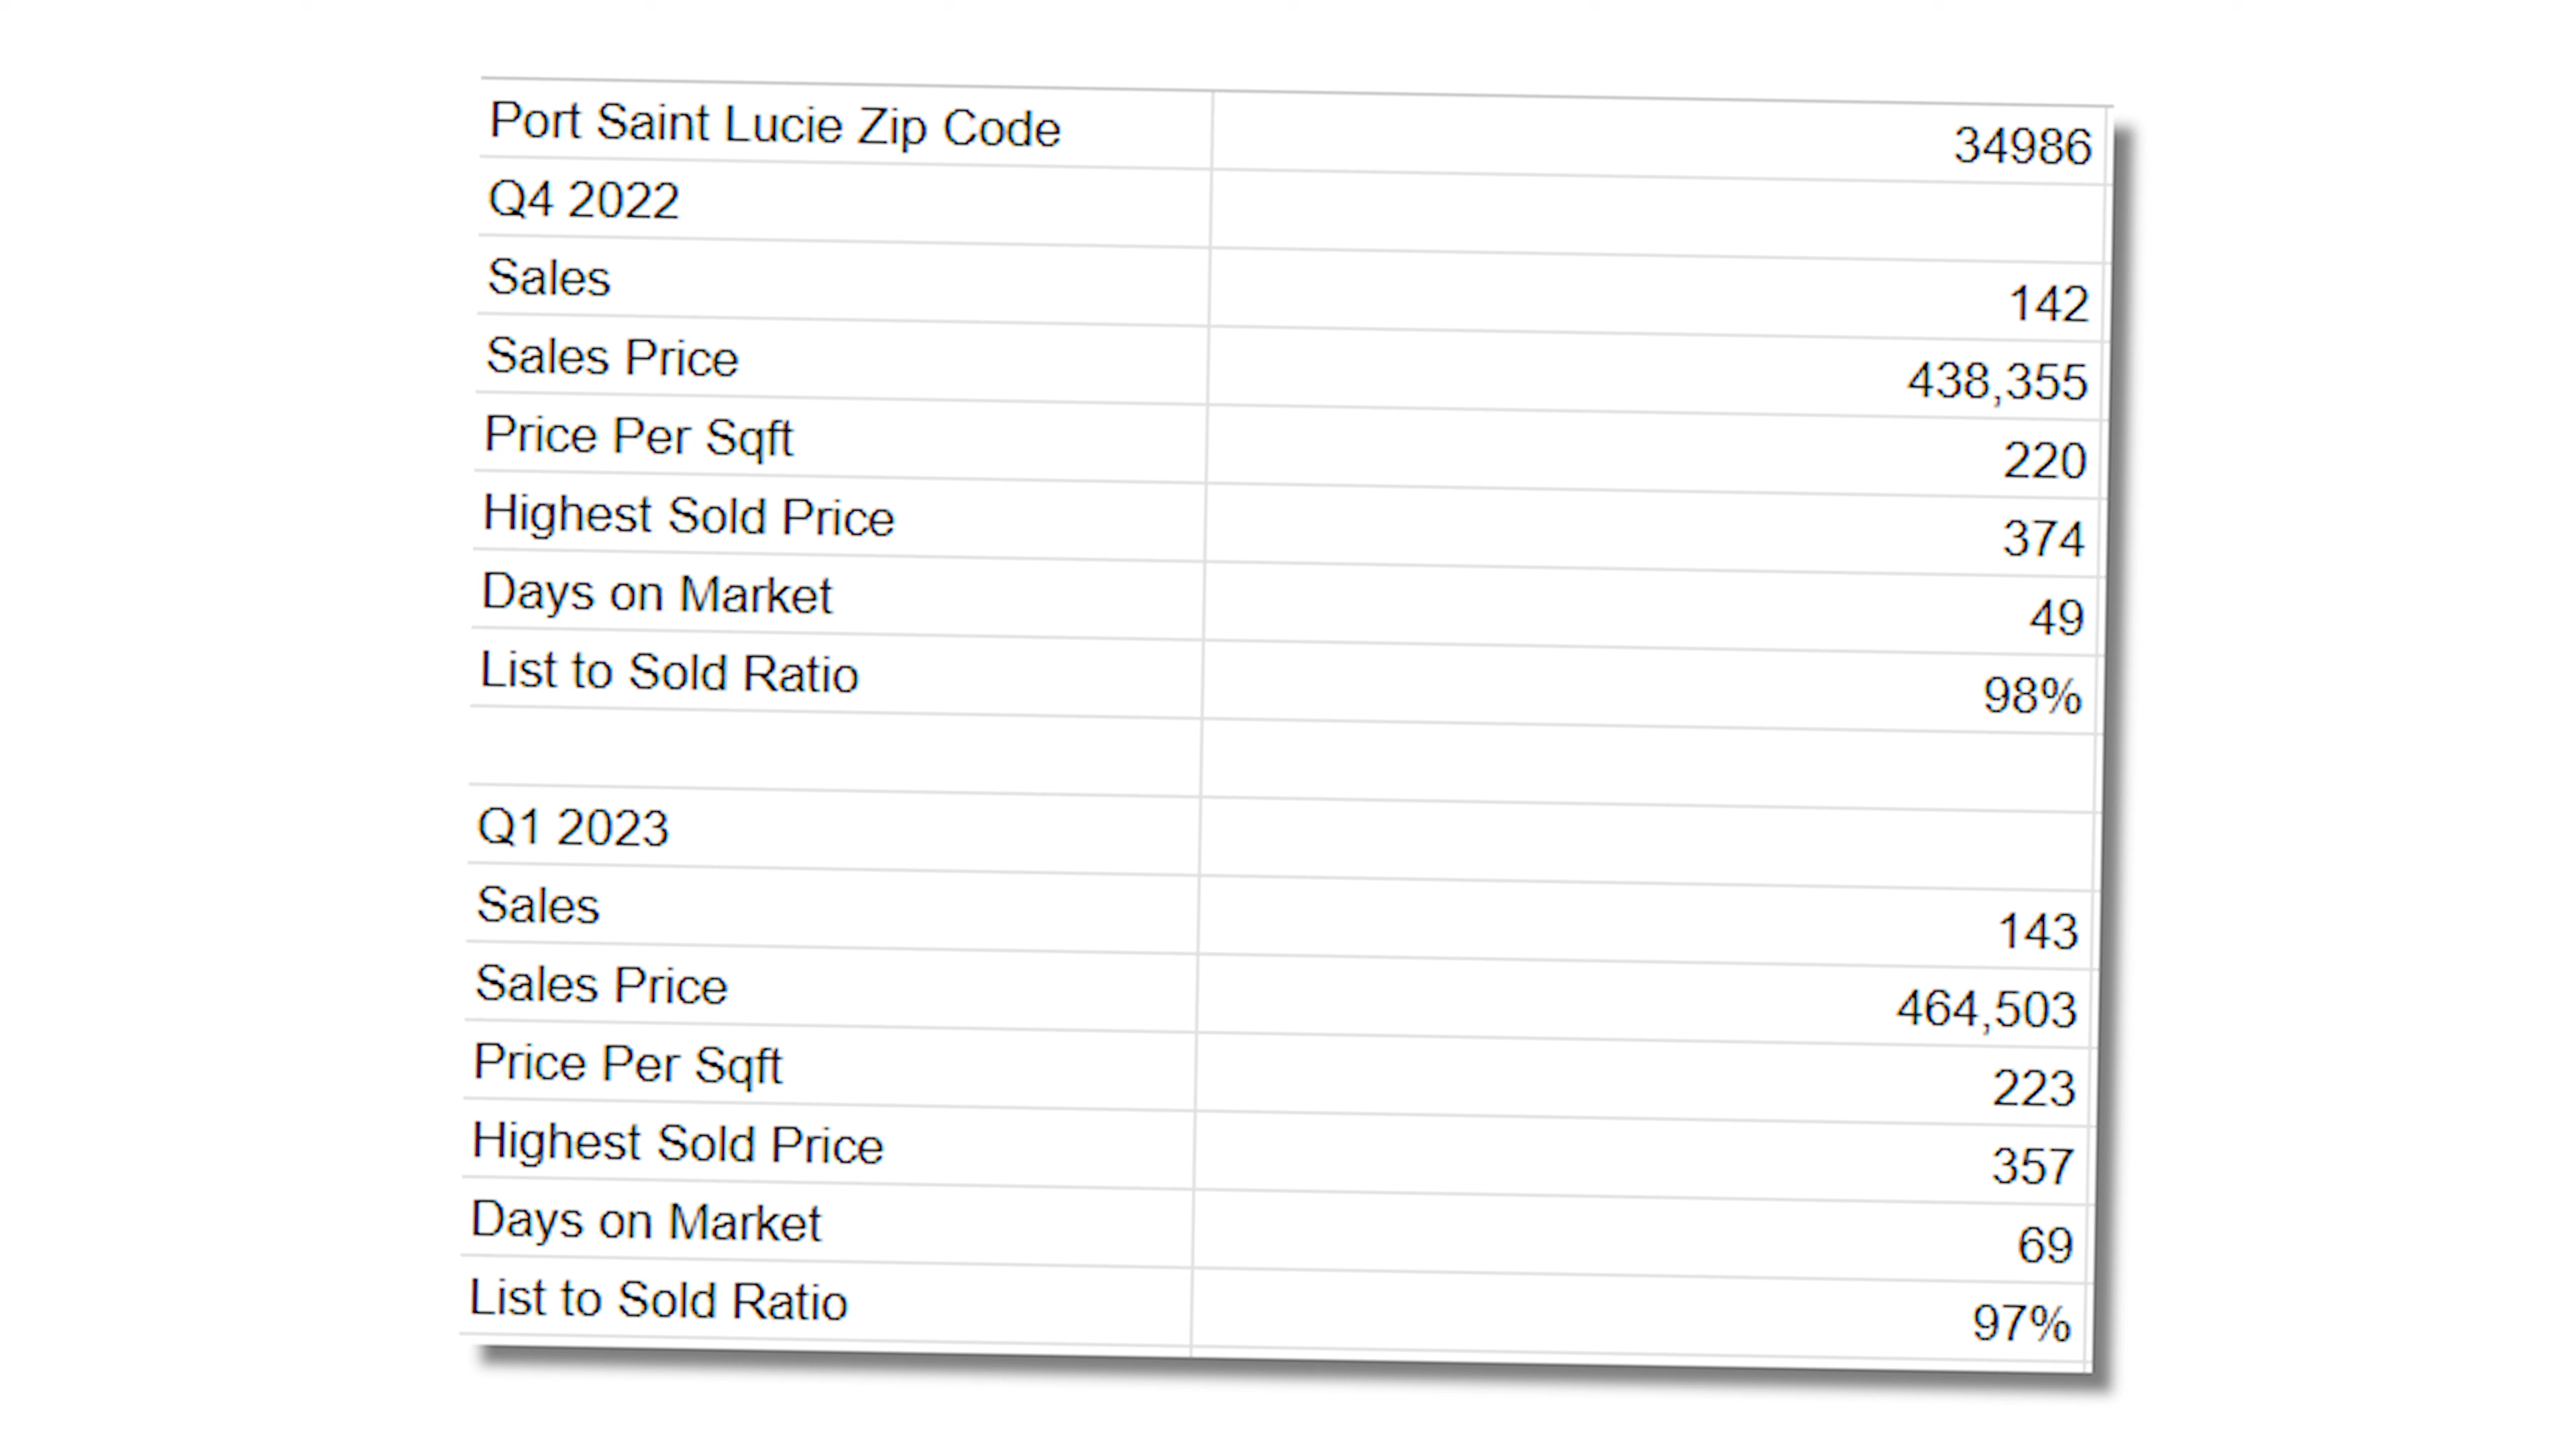 Port Saint Lucie Zip Code 34986
Q4 2022
Sales 142
Sales Price 438,355
Price Per Sqft 220
Highest Sold Price 374
Days on Market 49
List to Sold Ratio 98%
Q1 2023
Sales 143
Sales Price 464,503
Price Per Sqft 223
Highest Sold Price 357
Days on Market 69
List to Sold Ratio 97%